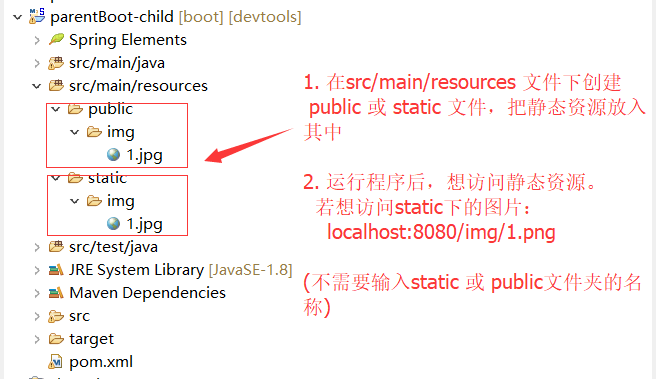 parentBoot-child [boot] [devtools]
Spring Elements
src/main/java
src/main/resources
public
img
1.jpg
static
img
1.jpg
src/test/java
JRE System Library [JavaSE-1.8]
Maven Dependencies
src
target
pom.xml
1. 在src/main/resources 文件下创建
public 或 static 文件，把静态资源放入
其中
2. 运行程序后，想访问静态资源。
若想访问static下的图片：
localhost:8080/img/1.png
(不需要输入static 或 public文件夹的名
称)